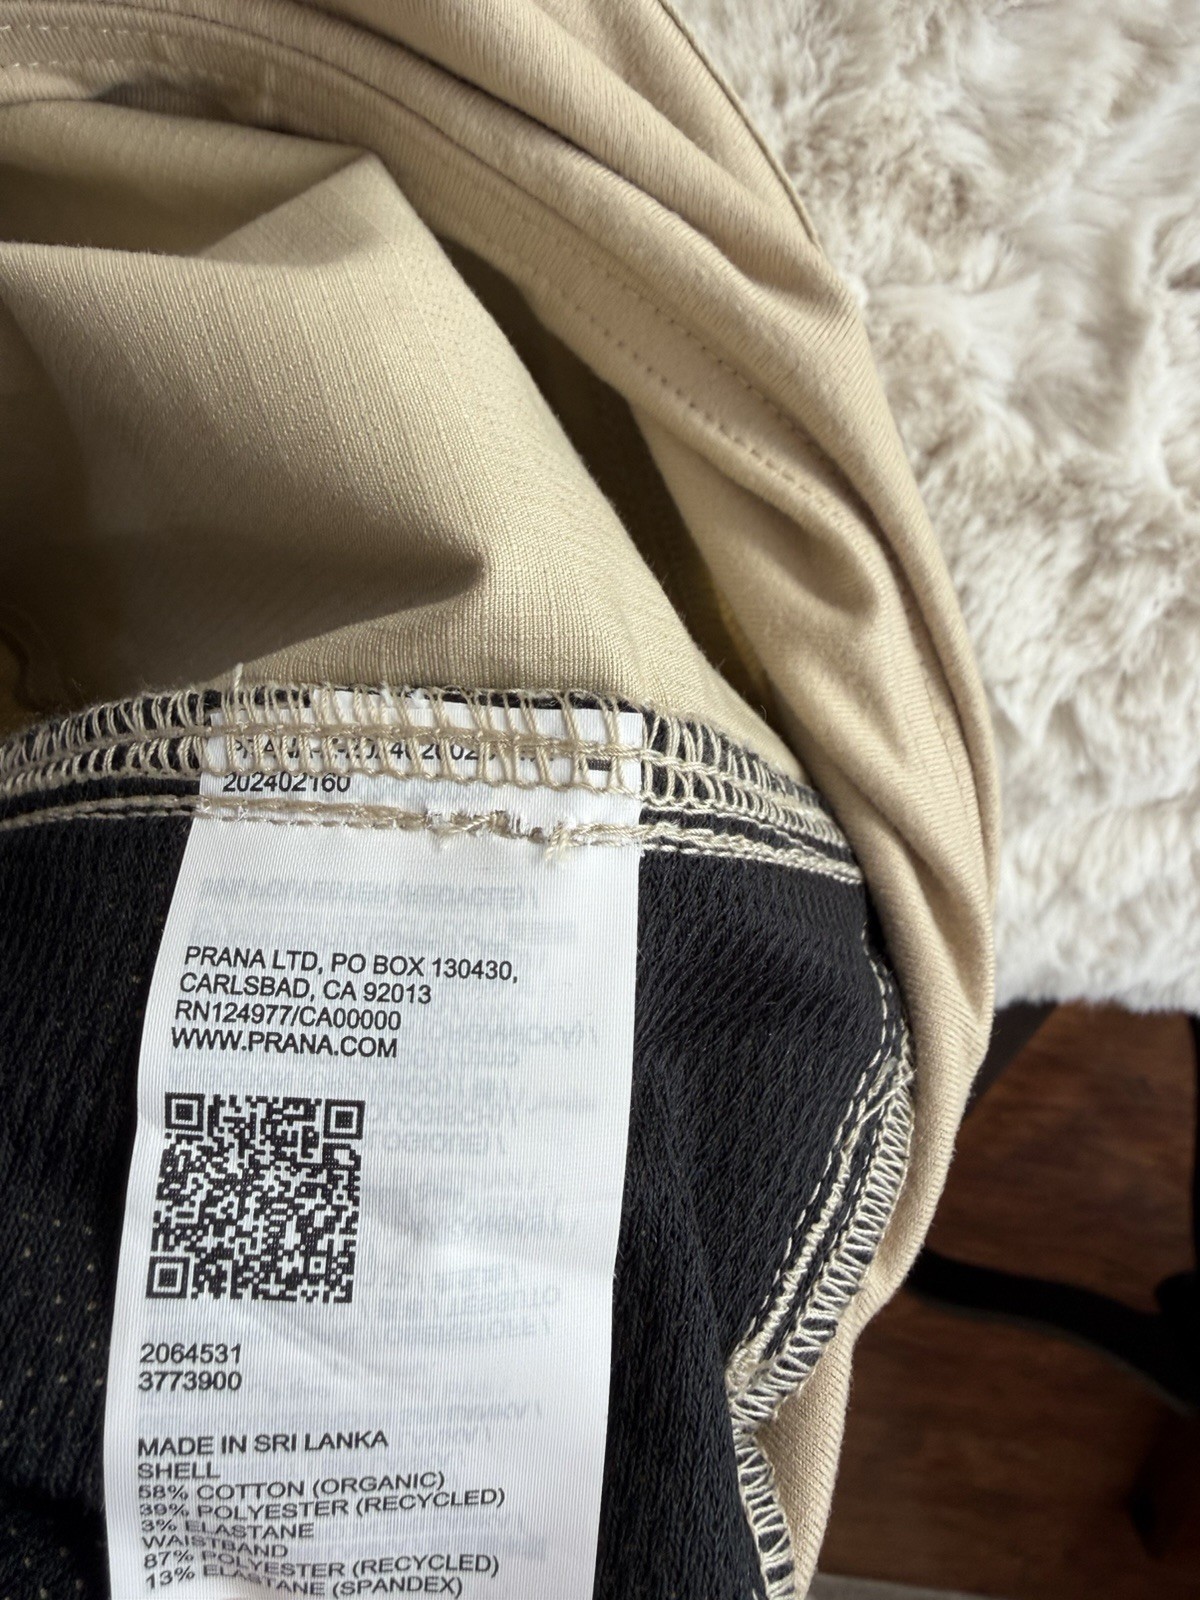 202402160
PRANA LTD, PO BOX 130430,
CARLSBAD, CA 92013
RN124977/CA00000
WWW.PRANA.COM
2064531
3773900
MADE IN SRI LANKA
SHELL
58% COTTON (ORGANIC)
39% POLYESTER (RECYCLED)
3% ELASTANE
WAISTBAND
87% POLYESTER (RECYCLED)
13% ELASTANE (SPANDEX)